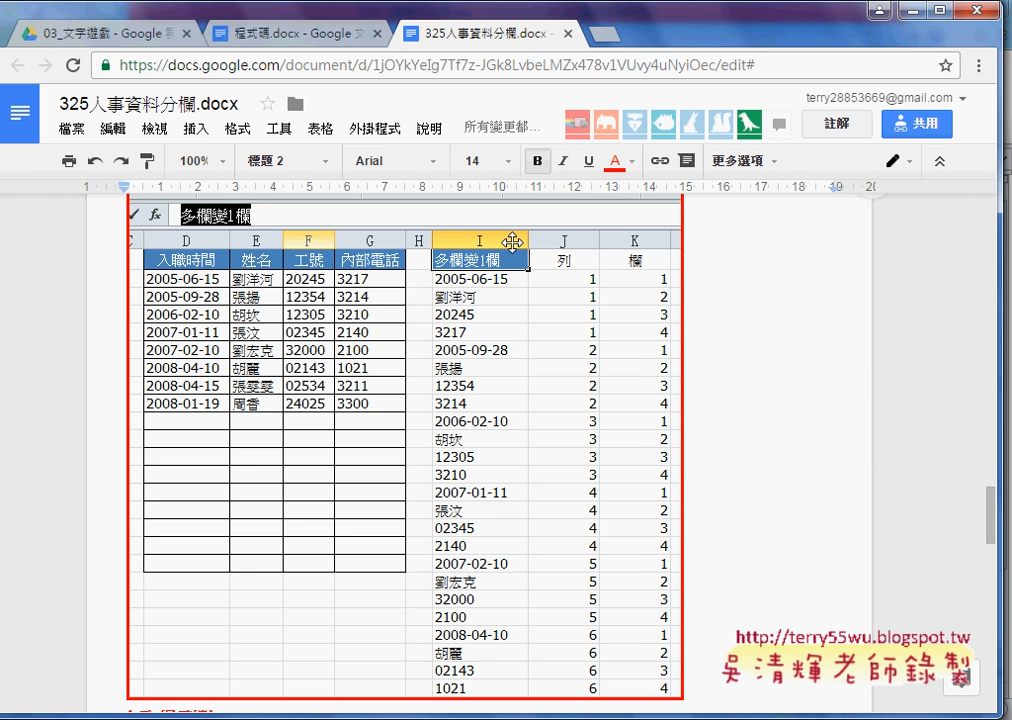 03_文字遊戲 - Google 雲
程式碼.docx - Google 文
325人事資料分欄.docx -
https://docs.google.com/document/d/1jOYkYeIg7Tf7z-JGk8LvbeLMZx478v1VUvy4uNyiOec/edit#
325人事資料分欄.docx
terry28853669@gmail.com
檔案 編輯 檢視 插入 格式 工具 表格 外掛程式 說明 所有變更都...
註解 共用
100% 標題 2 Arial 14 B I U A 更多選項
1 1 2 3 4 5 6 7 8 9 10 11 12 13 14 15 16 17 18 19 20
fx 多欄變1欄
D E F G H I J K
入職時間 姓名 工號 內部電話 多欄變1欄 列 欄
2005-06-15 劉洋河 20245 3217 2005-06-15 1 1
2005-09-28 張揚 12354 3214 劉洋河 1 2
2006-02-10 胡坎 12305 3210 20245 1 3
2007-01-11 張汶 02345 2140 3217 1 4
2007-02-10 劉宏克 32000 2100 2005-09-28 2 1
2008-04-10 胡麗 02143 1021 張揚 2 2
2008-04-15 張雯雯 02534 3211 12354 2 3
2008-01-19 周香 24025 3300 3214 2 4
2006-02-10 3 1
胡坎 3 2
12305 3 3
3210 3 4
2007-01-11 4 1
張汶 4 2
02345 4 3
2140 4 4
2007-02-10 5 1
劉宏克 5 2
32000 5 3
2100 5 4
2008-04-10 6 1
胡麗 6 2
02143 6 3
1021 6 4
http://terry55wu.blogspot.tw
吳清輝老師錄製